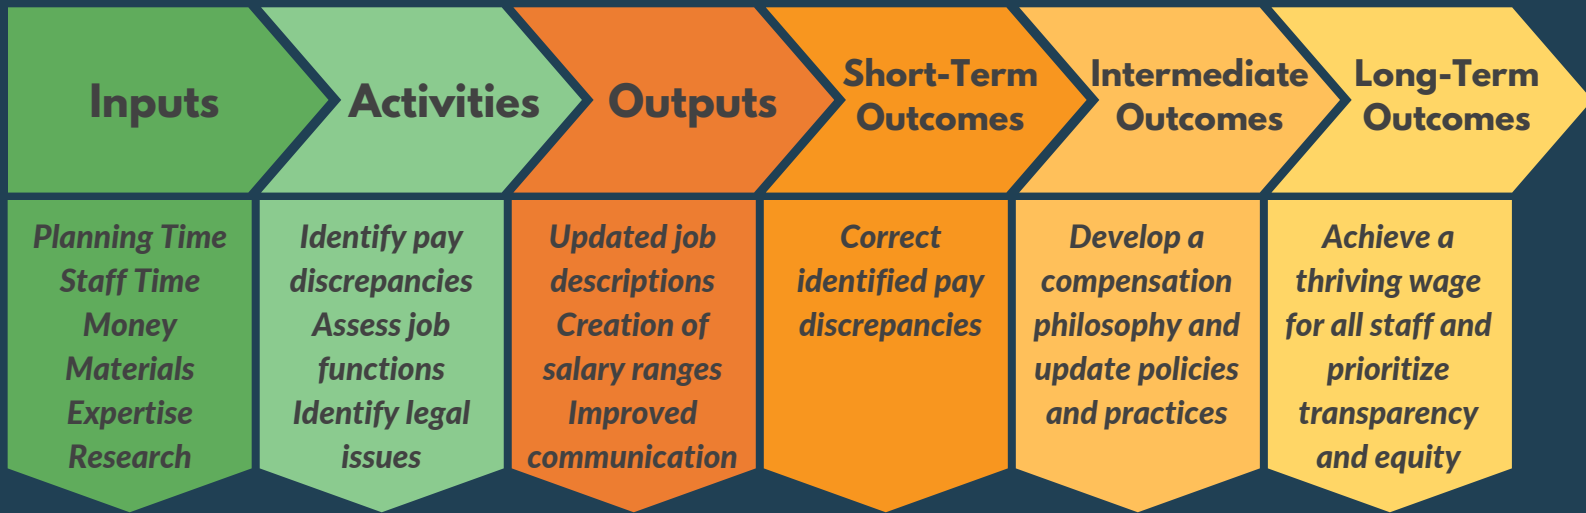 Inputs
Activities
Outputs
Short-Term
Outcomes
Intermediate
Outcomes
Long-Term
Outcomes
Planning Time
Staff Time
Money
Materials
Expertise
Research
Identify pay
discrepancies
Assess job
functions
Identify legal
issues
Updated job
descriptions
Creation of
salary ranges
Improved
communication
Correct
identified pay
discrepancies
Develop a
compensation
philosophy and
update policies
and practices
Achieve a
thriving wage
for all staff and
prioritize
transparency
and equity